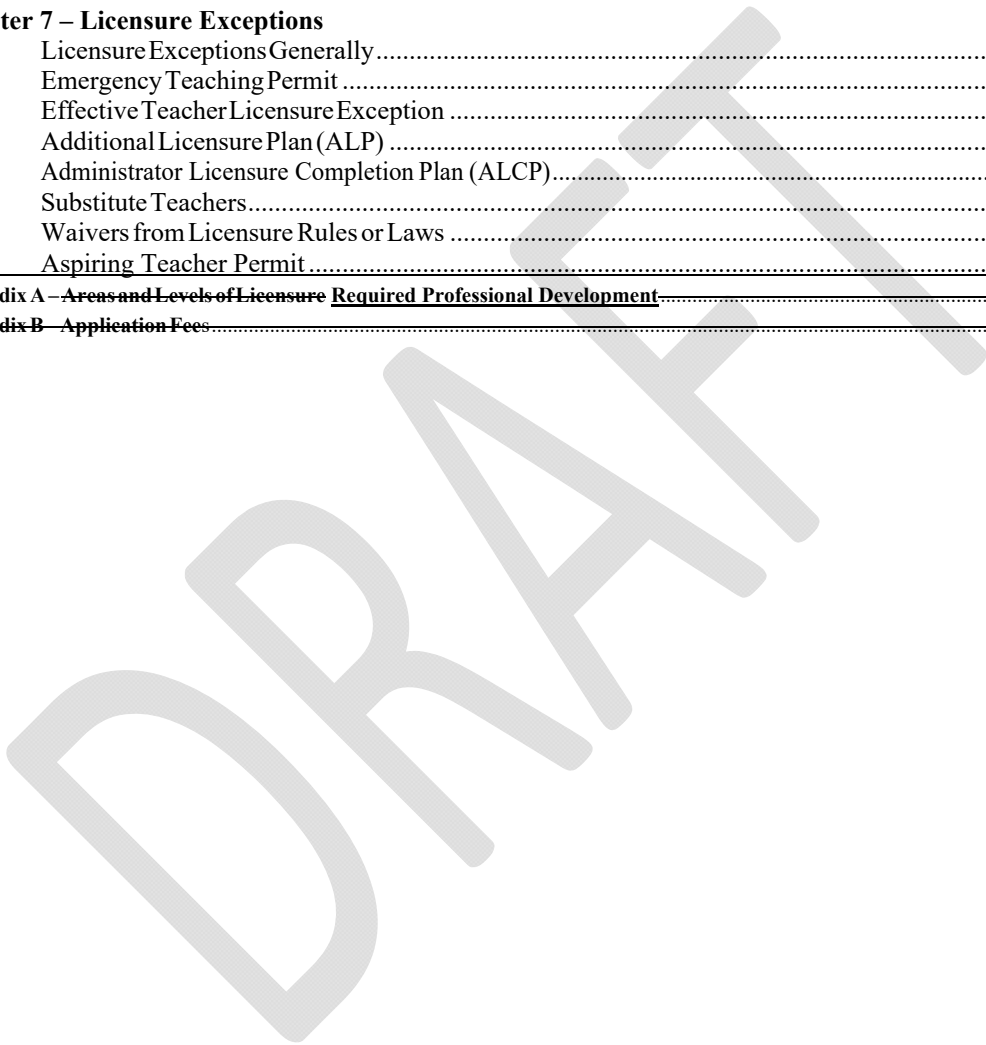 ter 7 – Licensure Exceptions
Licensure Exceptions Generally
Emergency Teaching Permit
Effective Teacher Licensure Exception
Additional Licensure Plan (ALP)
Administrator Licensure Completion Plan (ALCP)
Substitute Teachers
Waivers from Licensure Rules or Laws
Aspiring Teacher Permit
dix A – Areas and Levels of Licensure Required Professional Development
dix B Application Fees
DRAFT